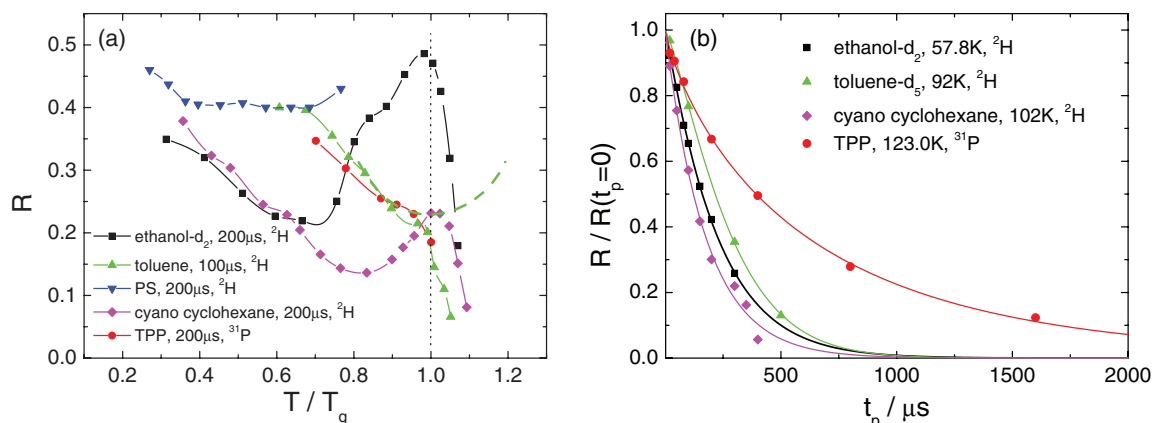 (a)
0.5
0.4
0.3
0.2
0.1
0.0
R
ethanol-d₂, 200μs, ²H
toluene, 100μs, ²H
PS, 200μs, ²H
cyano cyclohexane, 200μs, ²H
TPP, 200μs, ³¹P
0.2 0.4 0.6 0.8 1.0 1.2
T / T_g
(b)
1.0
0.8
0.6
0.4
0.2
0.0
R / R(t_p=0)
ethanol-d₂, 57.8K, ²H
toluene-d₅, 92K, ²H
cyano cyclohexane, 102K, ²H
TPP, 123.0K, ³¹P
500 1000 1500 2000
t_p / μs